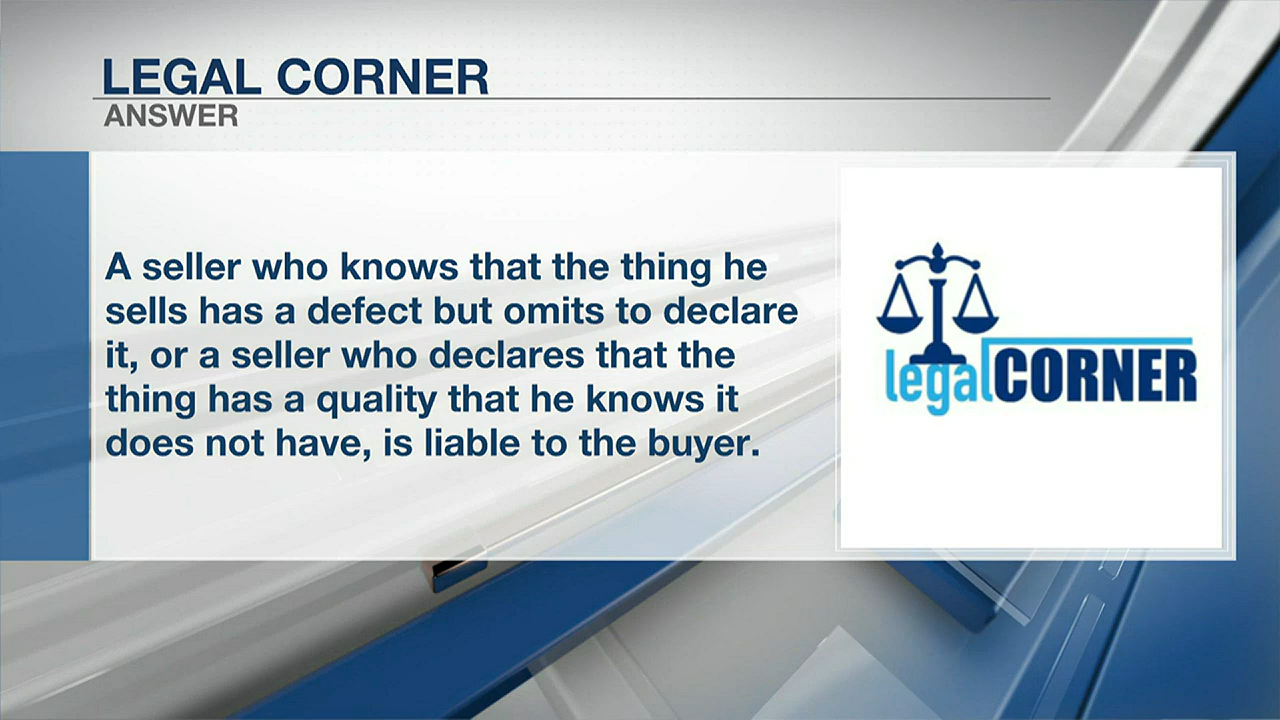 LEGAL CORNER
ANSWER
A seller who knows that the thing he
sells has a defect but omits to declare
it, or a seller who declares that the
thing has a quality that he knows it
does not have, is liable to the buyer.
legal CORNER